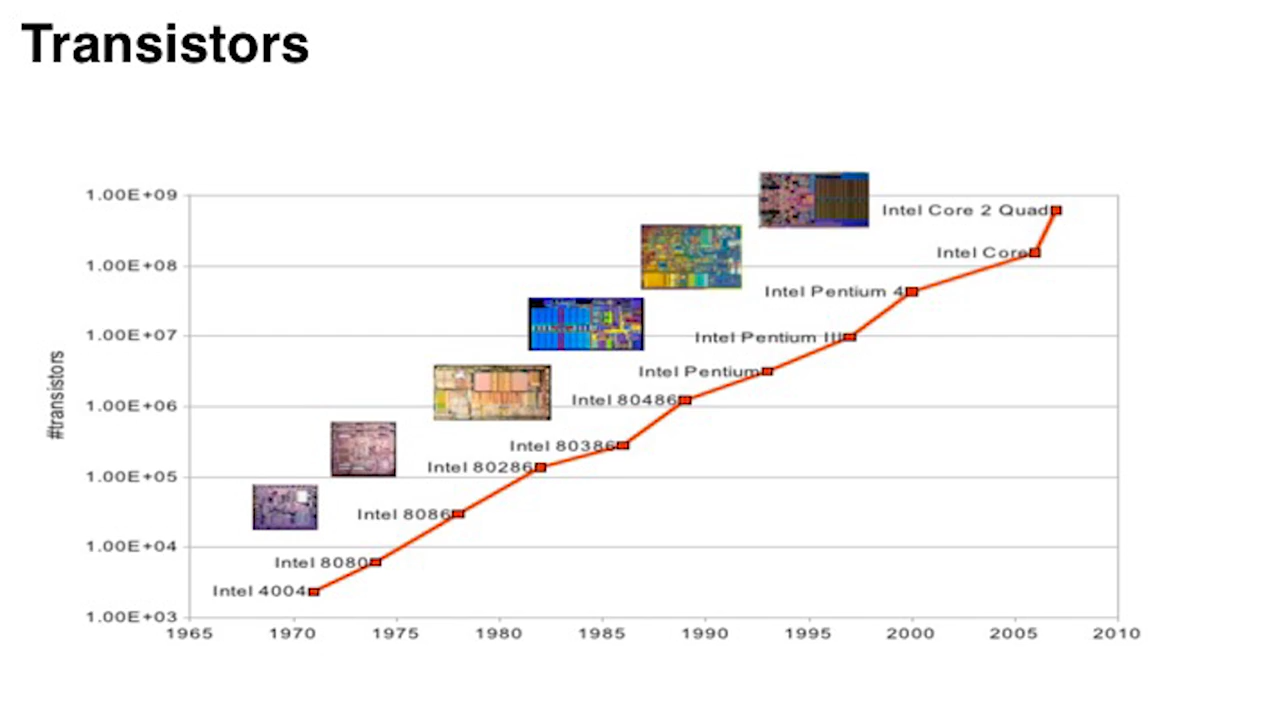 Transistors
1.00E+09
1.00E+08
1.00E+07
1.00E+06
1.00E+05
1.00E+04
1.00E+03
#transistors
Intel Core 2 Quad
Intel Core
Intel Pentium 4
Intel Pentium III
Intel Pentium
Intel 80486
Intel 80386
Intel 80286
Intel 8086
Intel 8080
Intel 4004
1965 1970 1975 1980 1985 1990 1995 2000 2005 2010